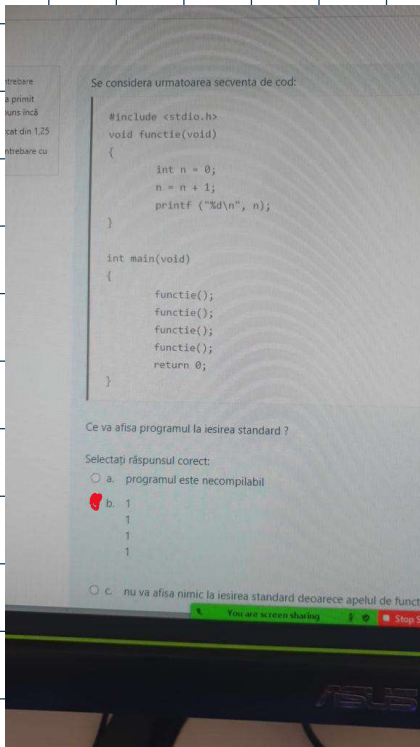 ntrebare
a primit
puns încă
cat din 1,25
ntrebare cu
Se considera urmatoarea secventa de cod:
#include <stdio.h>
void functie(void)
{
int n = 0;
n = n + 1;
printf ("%d\n", n);
}
int main(void)
{
functie();
functie();
functie();
functie();
return 0;
}
Ce va afisa programul la iesirea standard ?
Selectați răspunsul corect:
a. programul este necompilabil
b. 1
1
1
1
c. nu va afisa nimic la iesirea standard deoarece apelul de funct
You are screen sharing
Stop S
ASUS